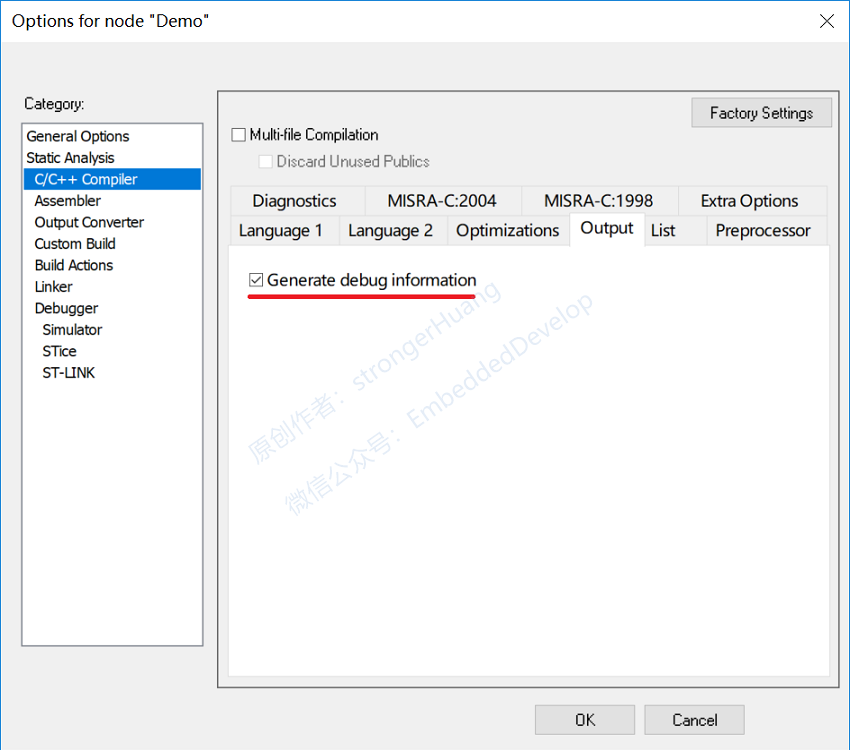 Options for node "Demo"
Category:
General Options
Static Analysis
C/C++ Compiler
Assembler
Output Converter
Custom Build
Build Actions
Linker
Debugger
Simulator
STice
ST-LINK
Factory Settings
Multi-file Compilation
Discard Unused Publics
Diagnostics MISRA-C:2004 MISRA-C:1998 Extra Options
Language 1 Language 2 Optimizations Output List Preprocessor
Generate debug information
原创作者：strongerHuang
微信公众号：EmbeddedDevelop
OK Cancel